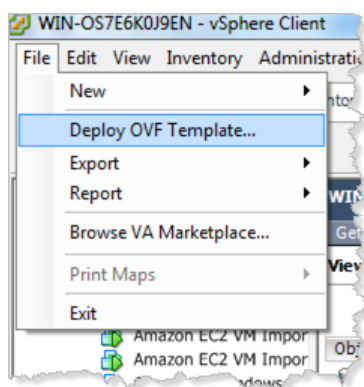 WIN-OS7E6K0J9EN - vSphere Client
File Edit View Inventory
New
Deploy OVF Template...
Export
Report
Browse VA Marketplace...
Print Maps
Exit
Amazon EC2 VM Impor
Amazon EC2 VM Impor